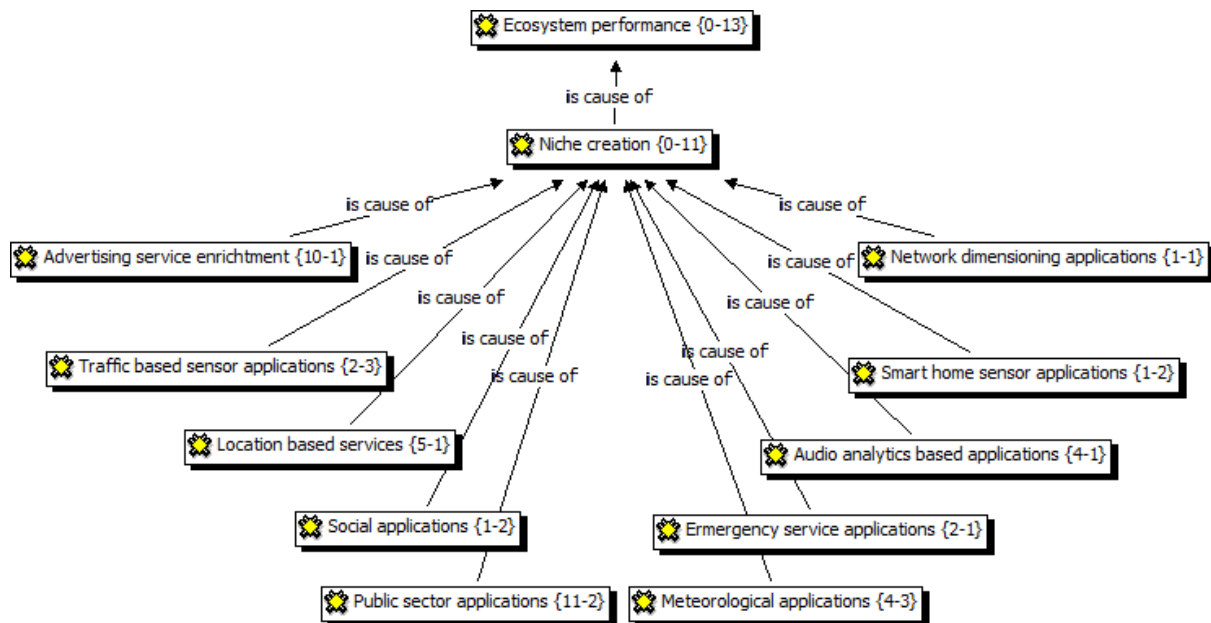 Ecosystem performance {0-13}
is cause of
Niche creation {0-11}
is cause of
is cause of
Advertising service enrichment {10-1}
Network dimensioning applications {1-1}
is cause of
is cause of
is cause of
is cause of
is cause of
is cause of
is cause of
is cause of
Traffic based sensor applications {2-3}
Smart home sensor applications {1-2}
Location based services {5-1}
Audio analytics based applications {4-1}
Social applications {1-2}
Ermergency service applications {2-1}
Public sector applications {11-2}
Meteorological applications {4-3}